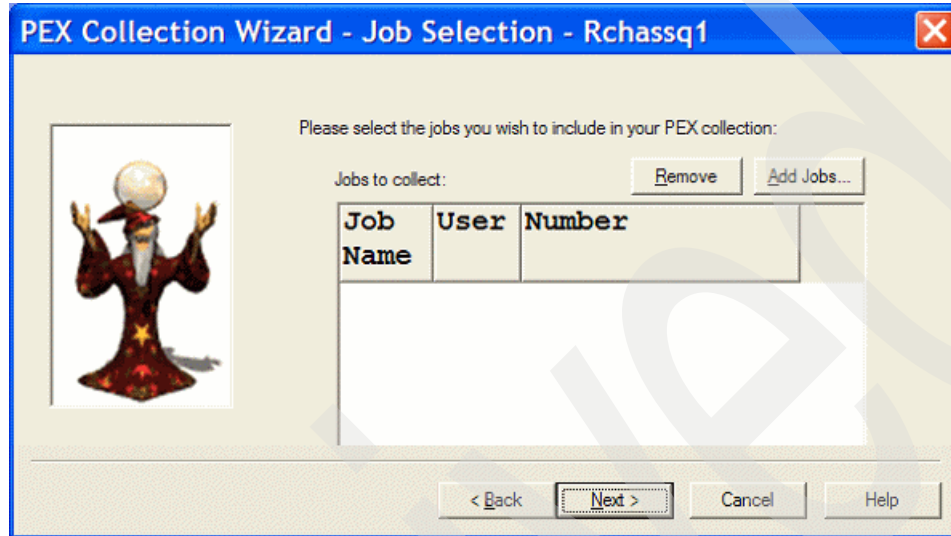 PEX Collection Wizard - Job Selection - Rchassq1
Please select the jobs you wish to include in your PEX collection:
Jobs to collect:
Remove
Add Jobs...
Job Name
User
Number
< Back
Next >
Cancel
Help